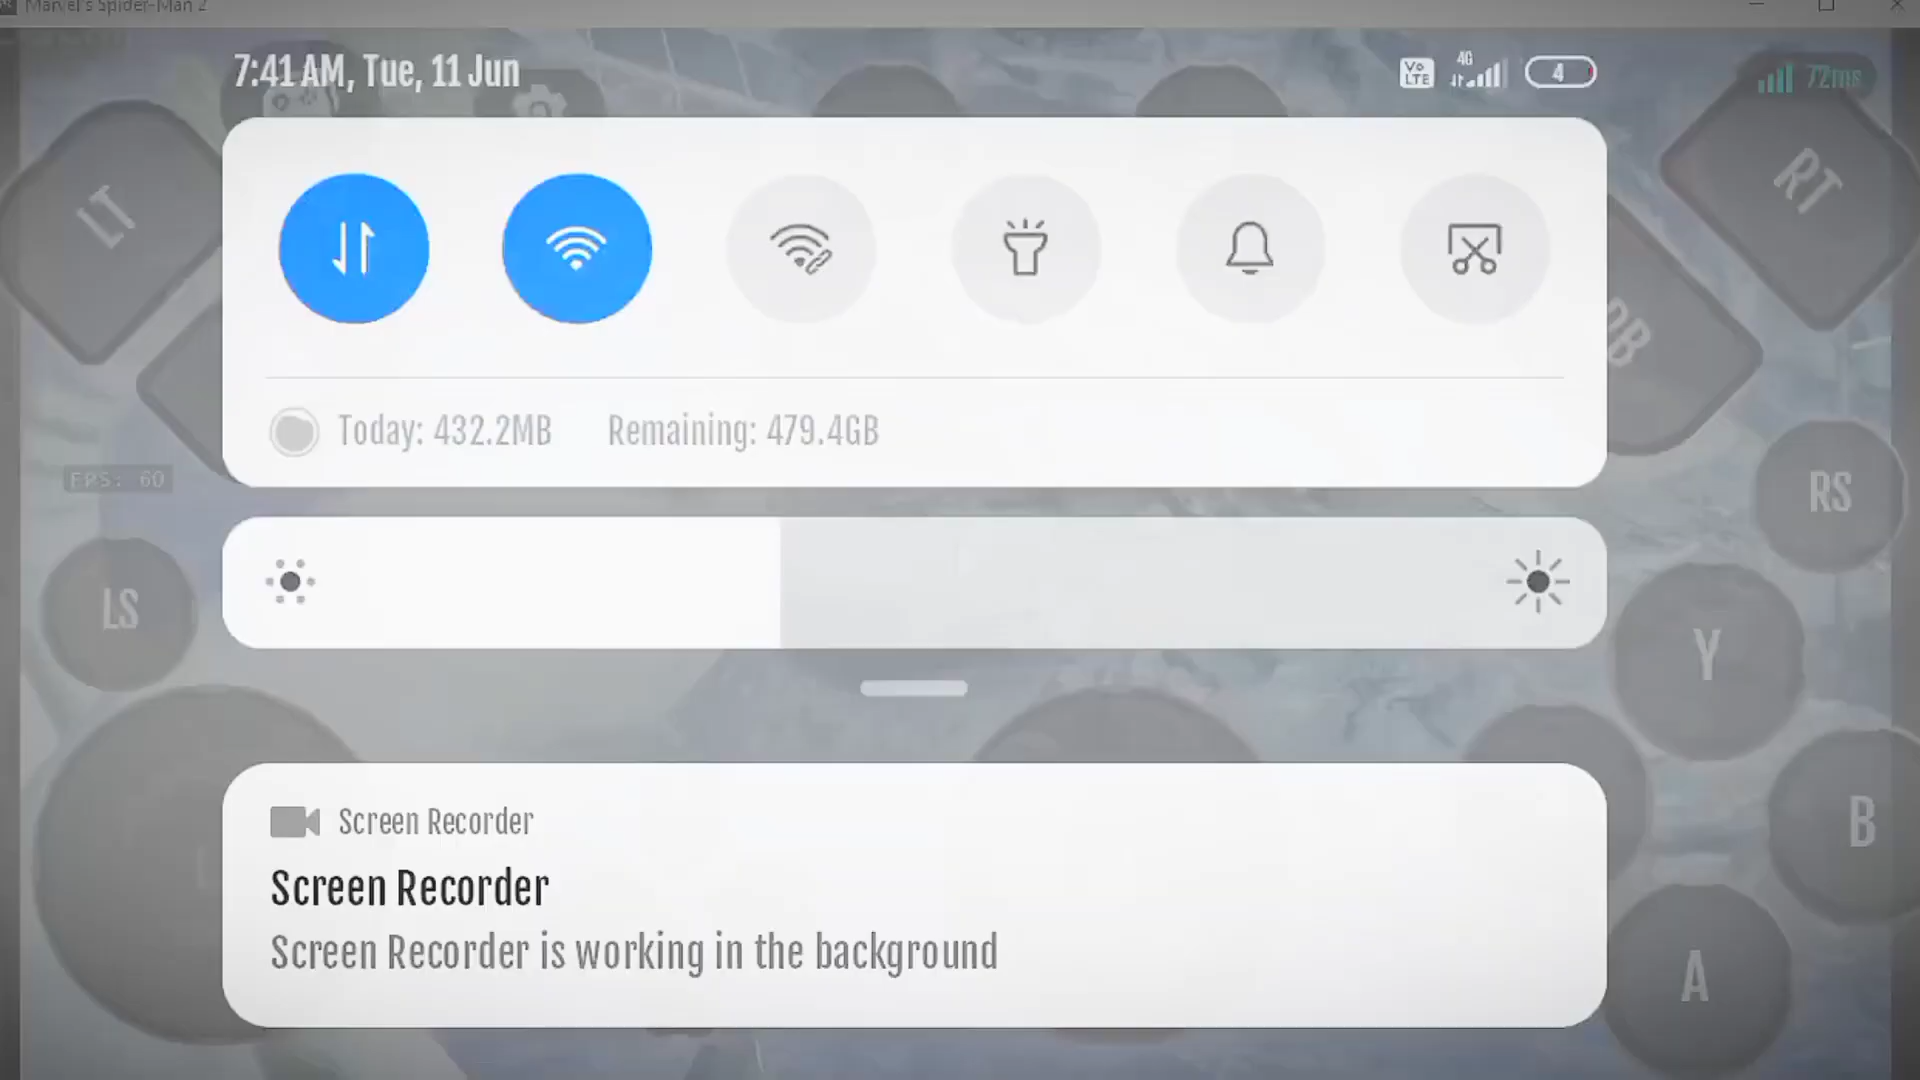 Marvel's Spider-Man 2
7:41 AM, Tue, 11 Jun
Vo
LTE
4G
4
72ms
LT
RT
Today: 432.2MB Remaining: 479.4GB
FPS: 60
RS
LS
Y
Screen Recorder
Screen Recorder
Screen Recorder is working in the background
B
A